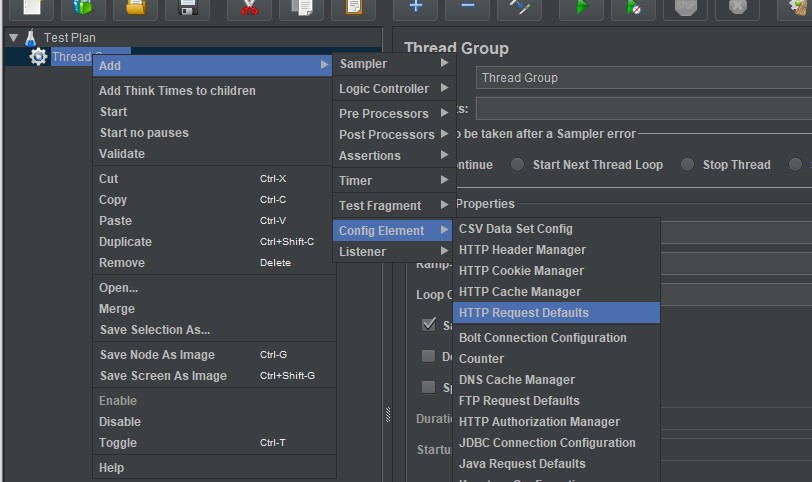 Test Plan
Thread G
Add
Add Think Times to children
Start
Start no pauses
Validate
Cut Ctrl-X
Copy Ctrl-C
Paste Ctrl-V
Duplicate Ctrl+Shift-C
Remove Delete
Open...
Merge
Save Selection As...
Save Node As Image Ctrl-G
Save Screen As Image Ctrl+Shift-G
Enable
Disable
Toggle Ctrl-T
Help
Sampler
Logic Controller
Pre Processors
Post Processors
Assertions
Timer
Test Fragment
Config Element
Listener
CSV Data Set Config
HTTP Header Manager
HTTP Cookie Manager
HTTP Cache Manager
HTTP Request Defaults
Bolt Connection Configuration
Counter
DNS Cache Manager
FTP Request Defaults
HTTP Authorization Manager
JDBC Connection Configuration
Java Request Defaults
Thread Group
Thread Group
ts:
to be taken after a Sampler error
ntinue Start Next Thread Loop Stop Thread
Properties
Ramp-
Loop C
Sa
De
Sp
Duratio
Startu